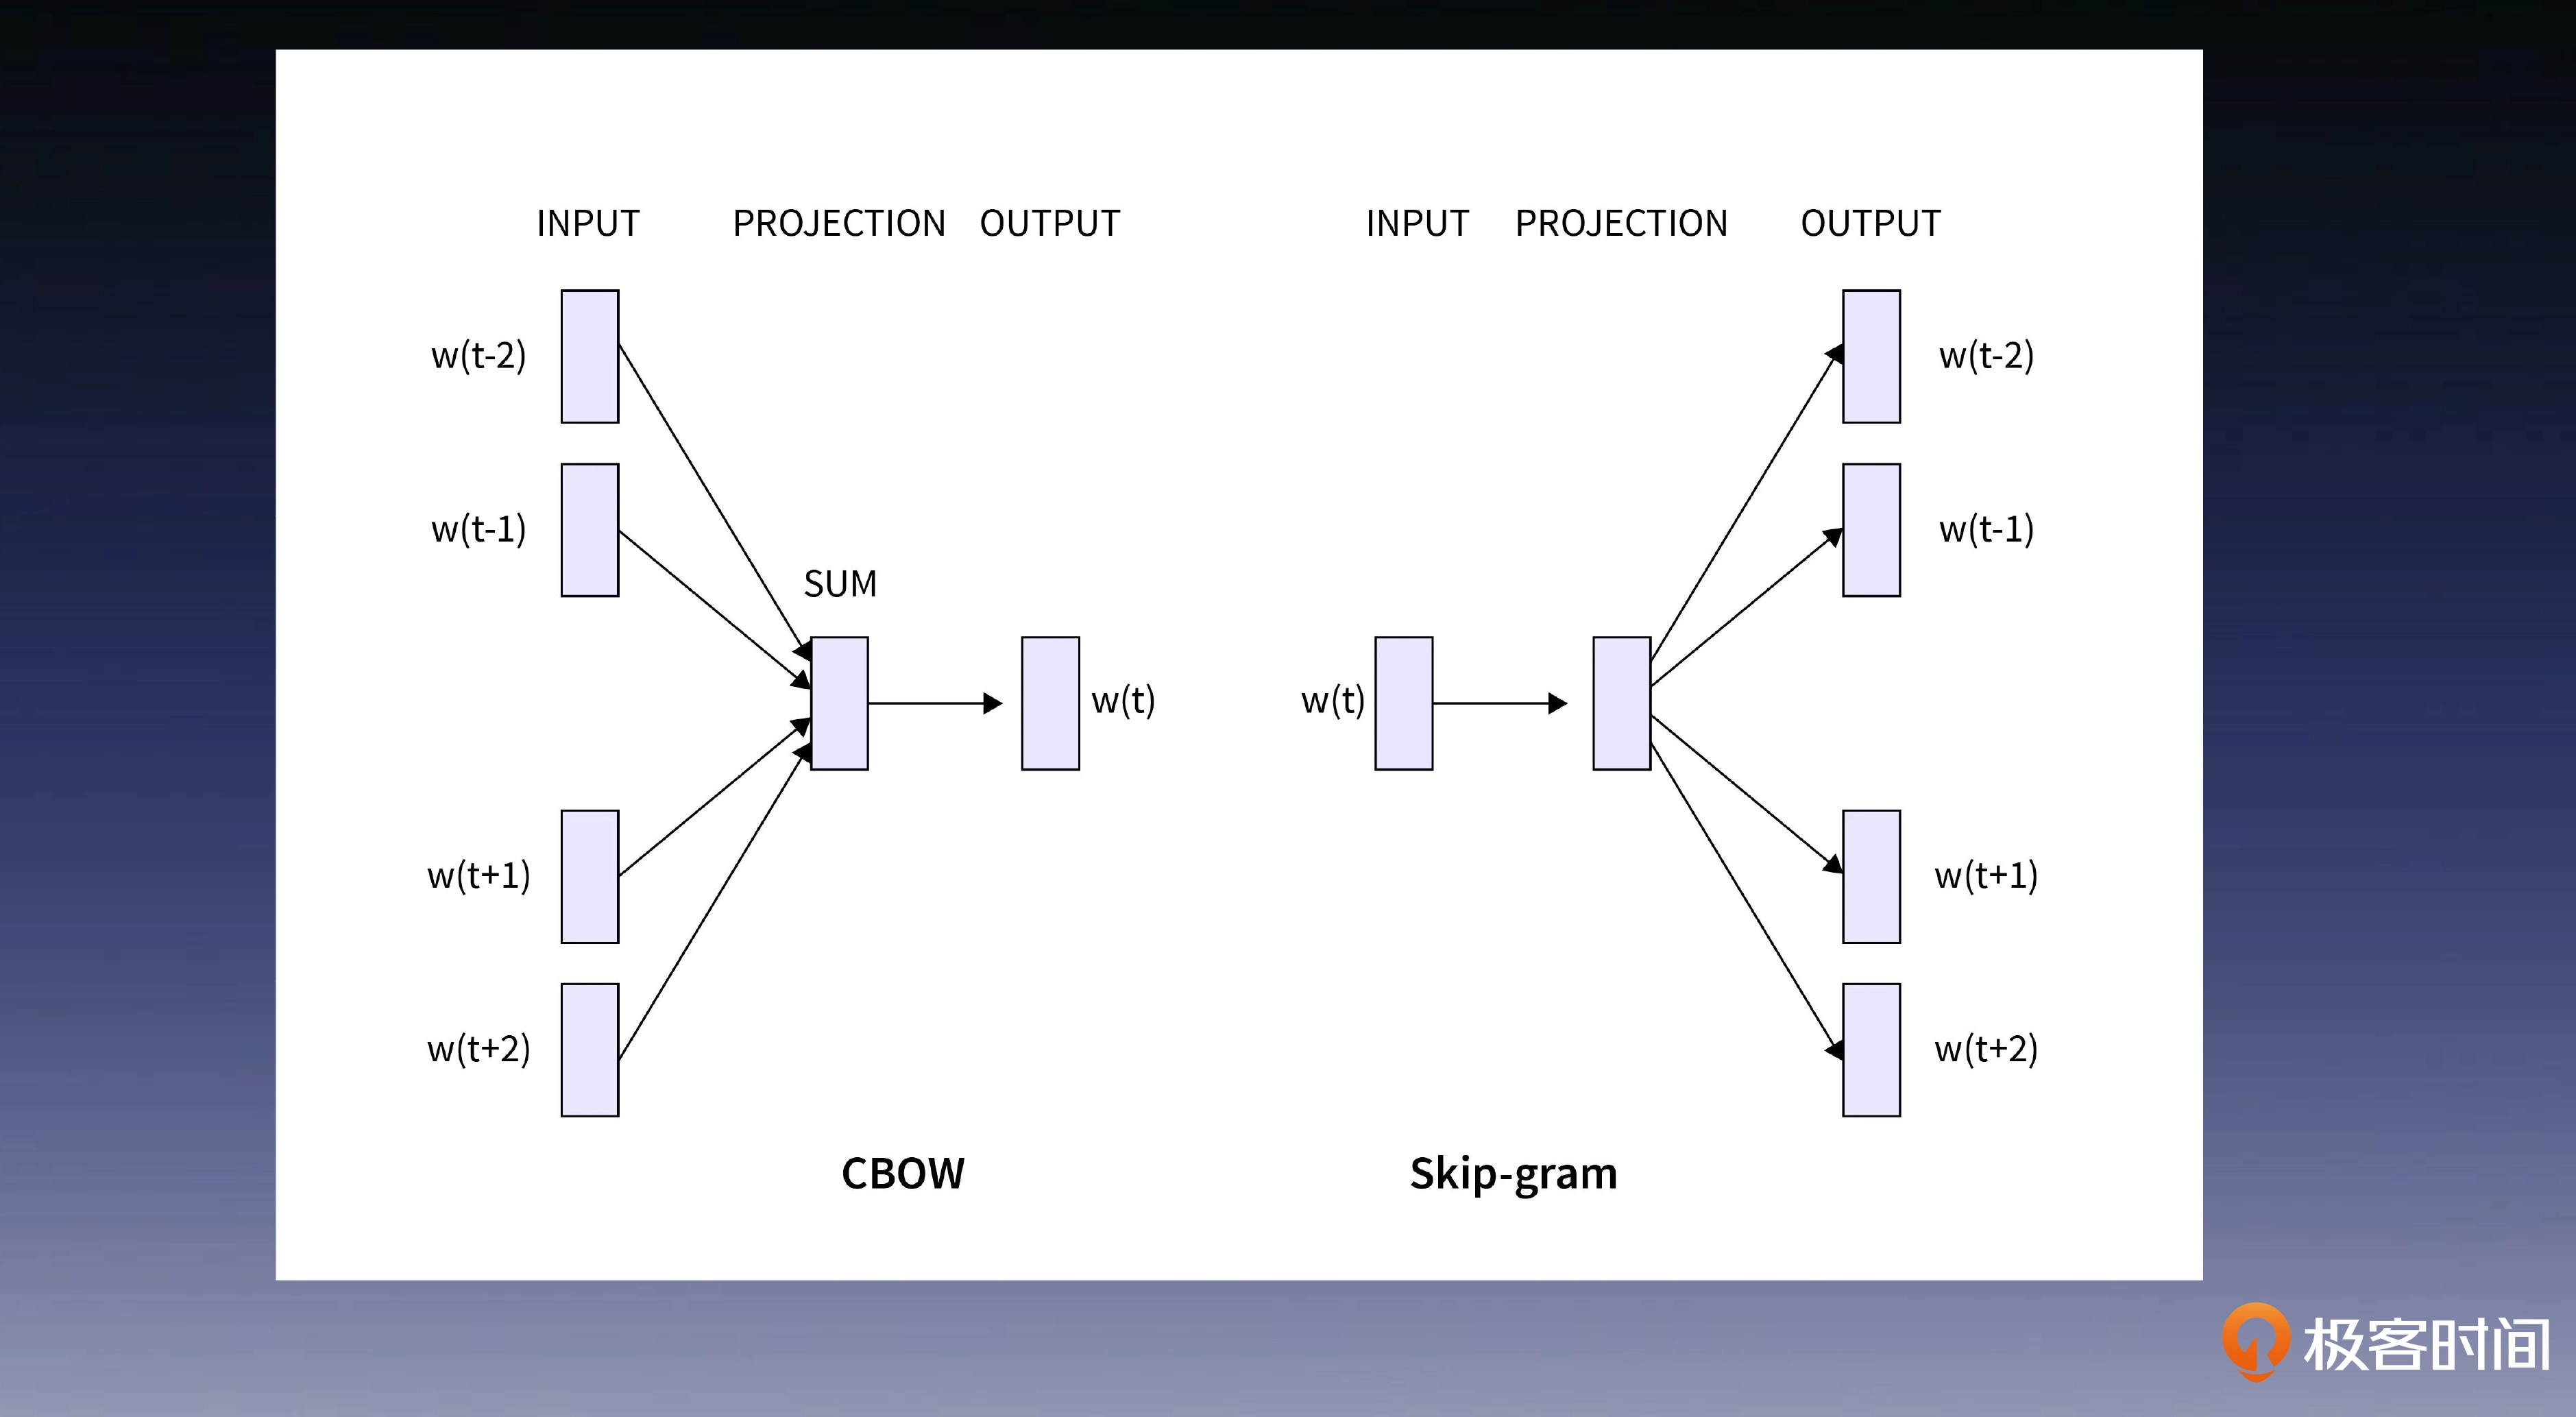 INPUT PROJECTION OUTPUT
w(t-2)
w(t-1)
SUM
w(t)
w(t+1)
w(t+2)
CBOW
INPUT PROJECTION OUTPUT
w(t-2)
w(t-1)
w(t)
w(t+1)
w(t+2)
Skip-gram
极客时间